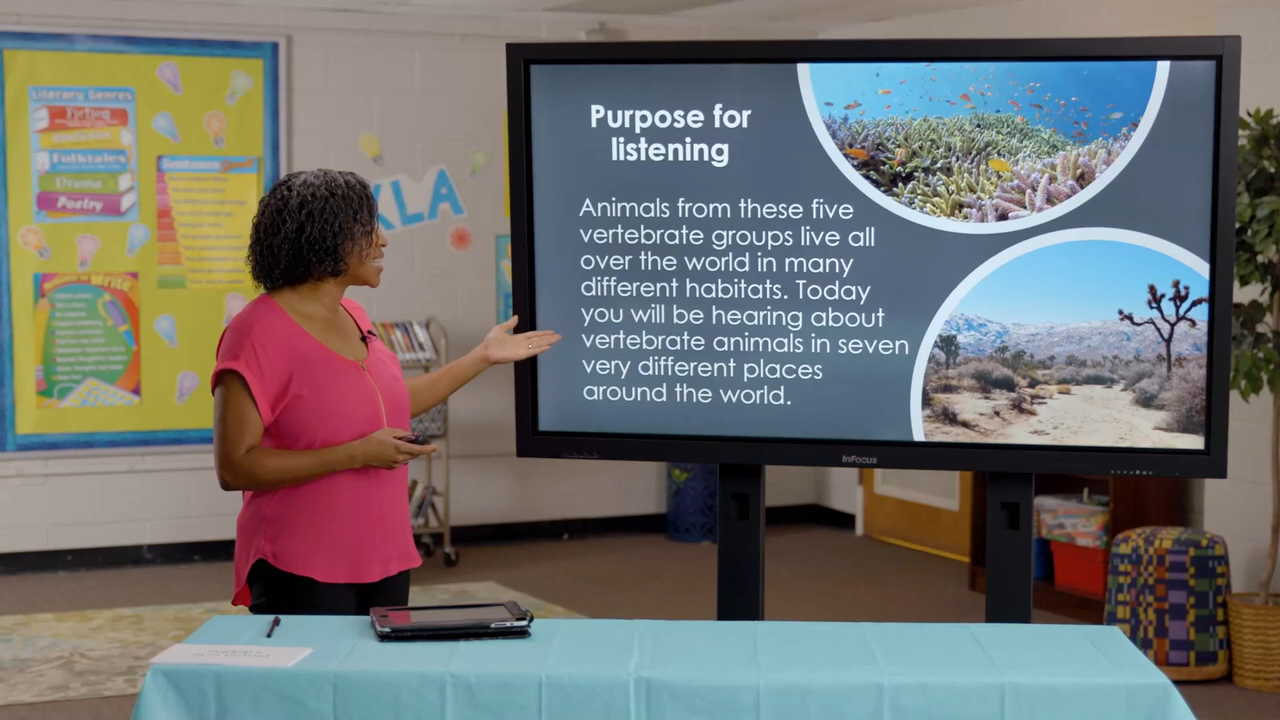 Literary Genres
Fiction
Folktales
Drama
Poetry
Write
KLA
Purpose for
listening
Animals from these five
vertebrate groups live all
over the world in many
different habitats. Today
you will be hearing about
vertebrate animals in seven
very different places
around the world.
InFocus